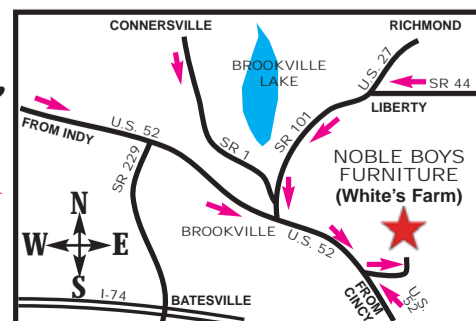 CONNERSVILLE
RICHMOND
BROOKVILLE
LAKE
U.S. 27
SR 44
LIBERTY
U.S. 52
FROM INDY
SR 1
SR 101
SR 229
NOBLE BOYS
FURNITURE
(White's Farm)
N
W E
S
BROOKVILLE
U.S. 52
I-74
BATESVILLE
FROM
CINCY
U.S.
52